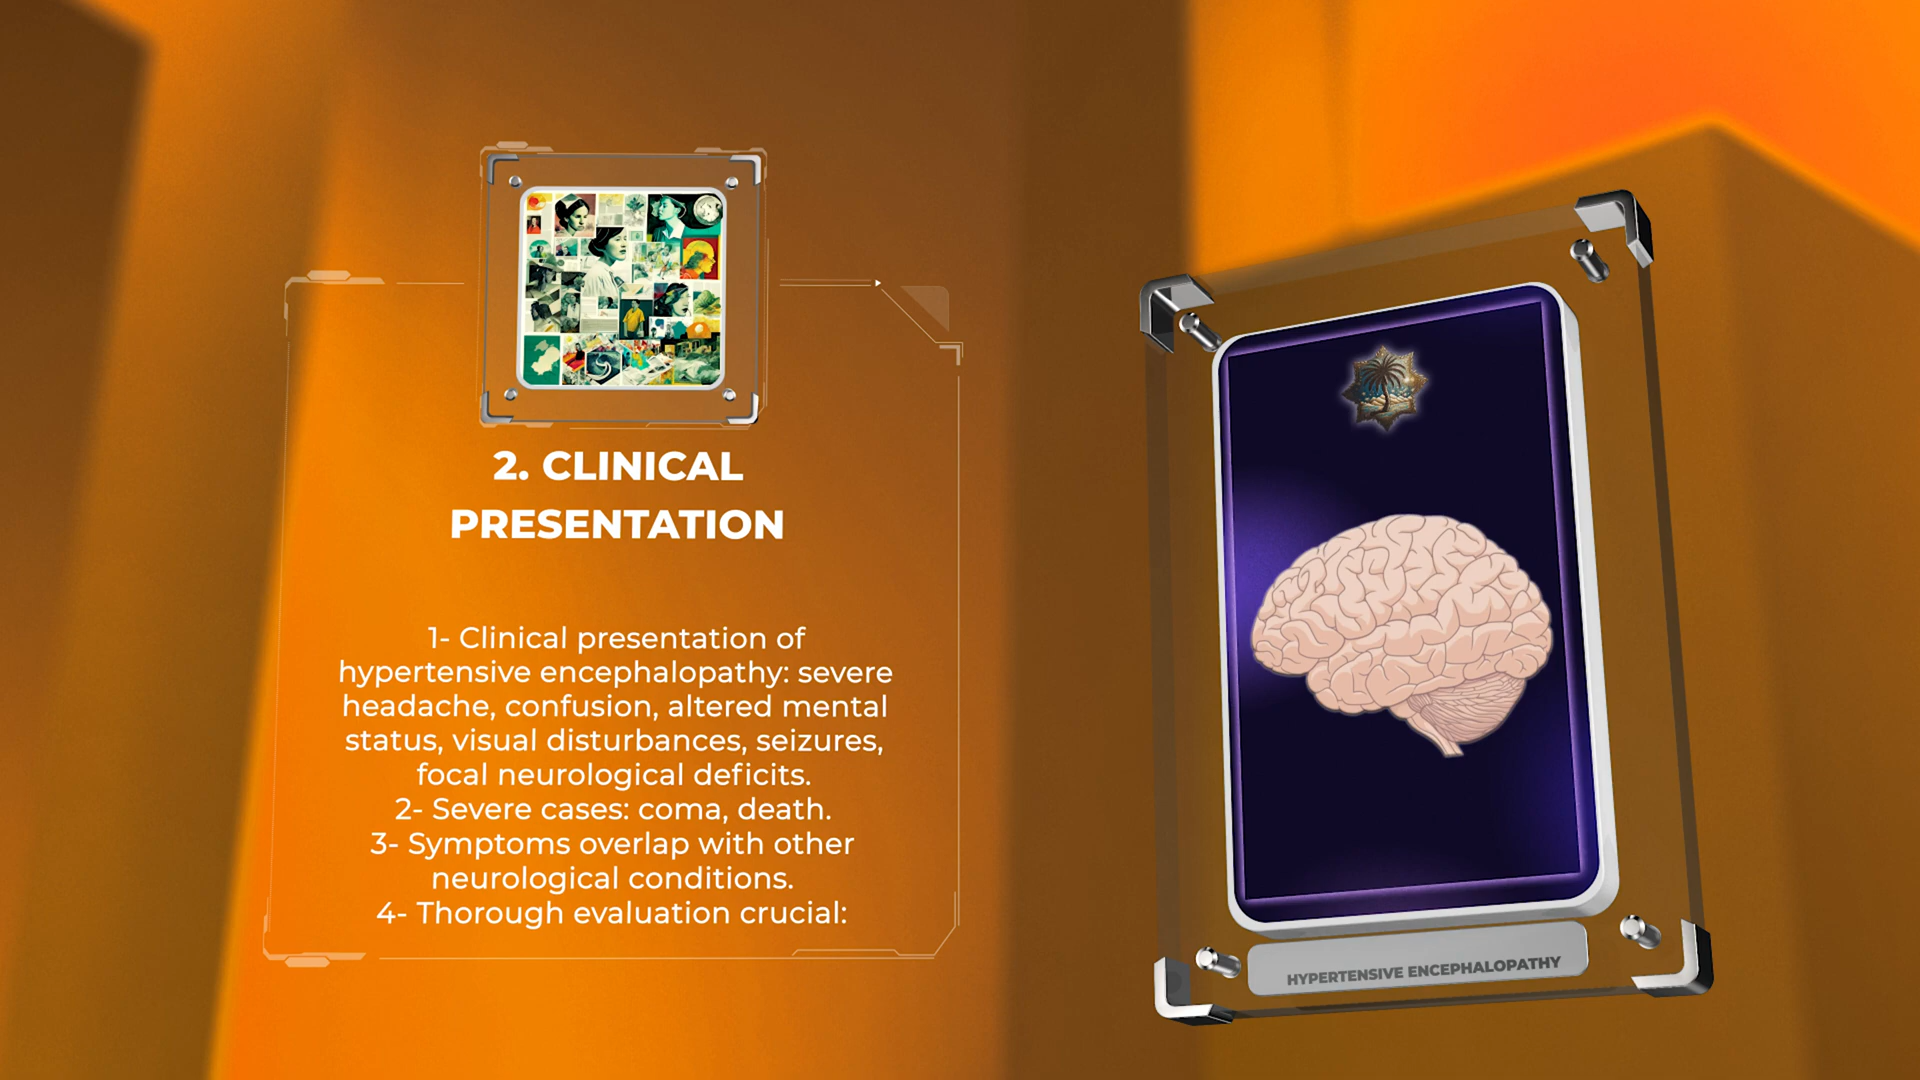 2. CLINICAL
PRESENTATION
1- Clinical presentation of
hypertensive encephalopathy: severe
headache, confusion, altered mental
status, visual disturbances, seizures,
focal neurological deficits.
2- Severe cases: coma, death.
3- Symptoms overlap with other
neurological conditions.
4- Thorough evaluation crucial:
HYPERTENSIVE ENCEPHALOPATHY